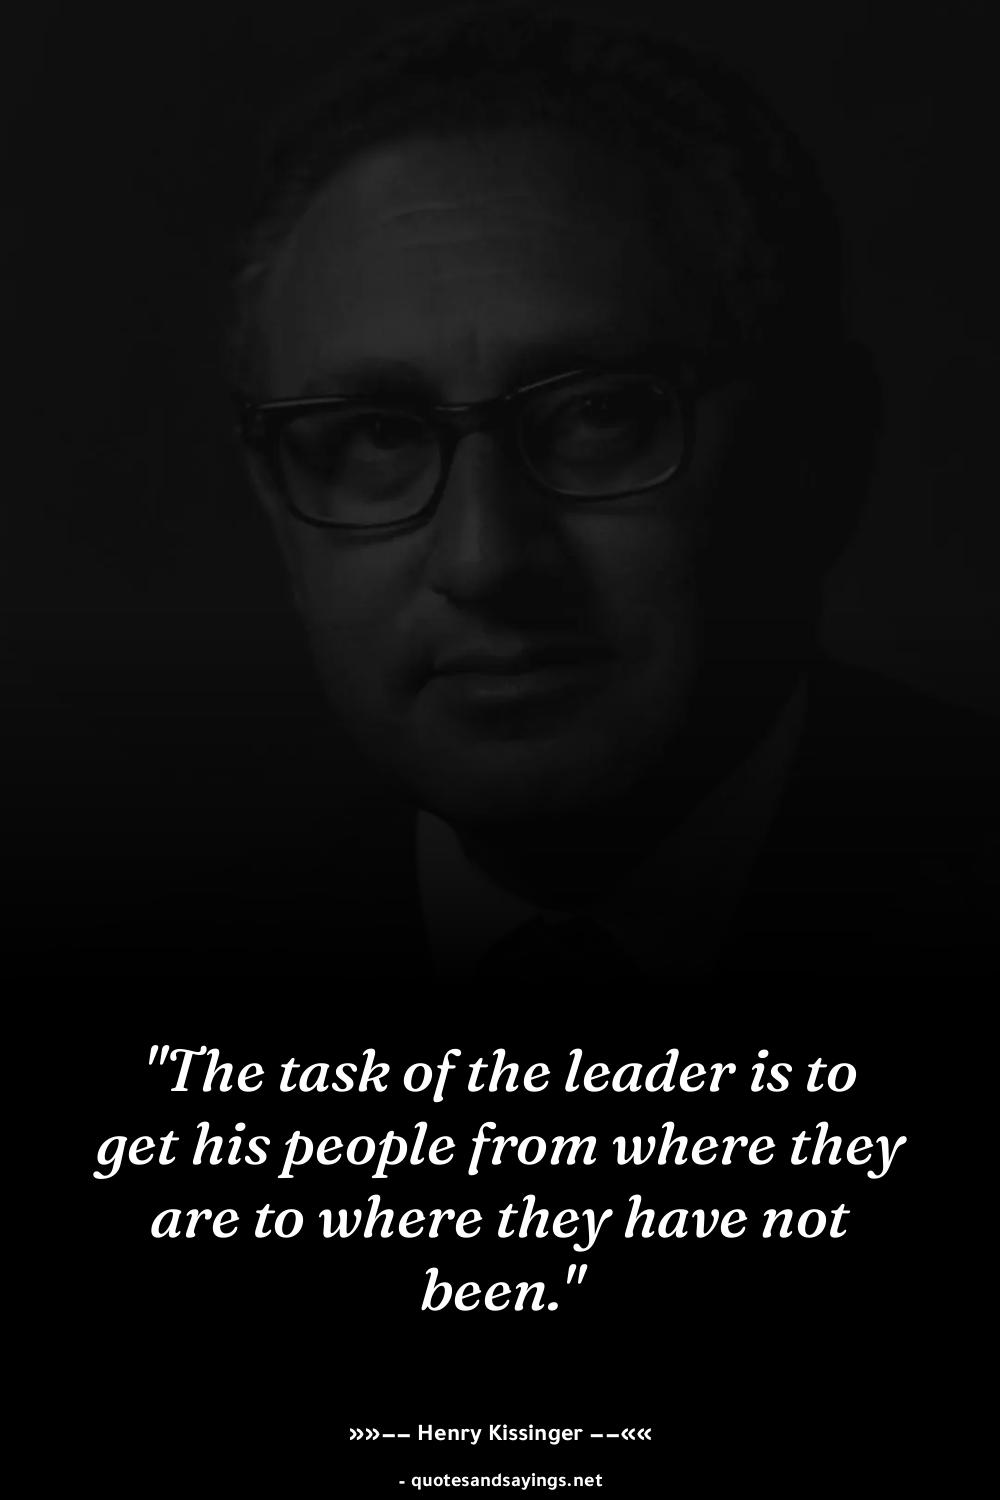 "The task of the leader is to
get his people from where they
are to where they have not
been."
»»−− Henry Kissinger −−««
- quotesandsayings.net